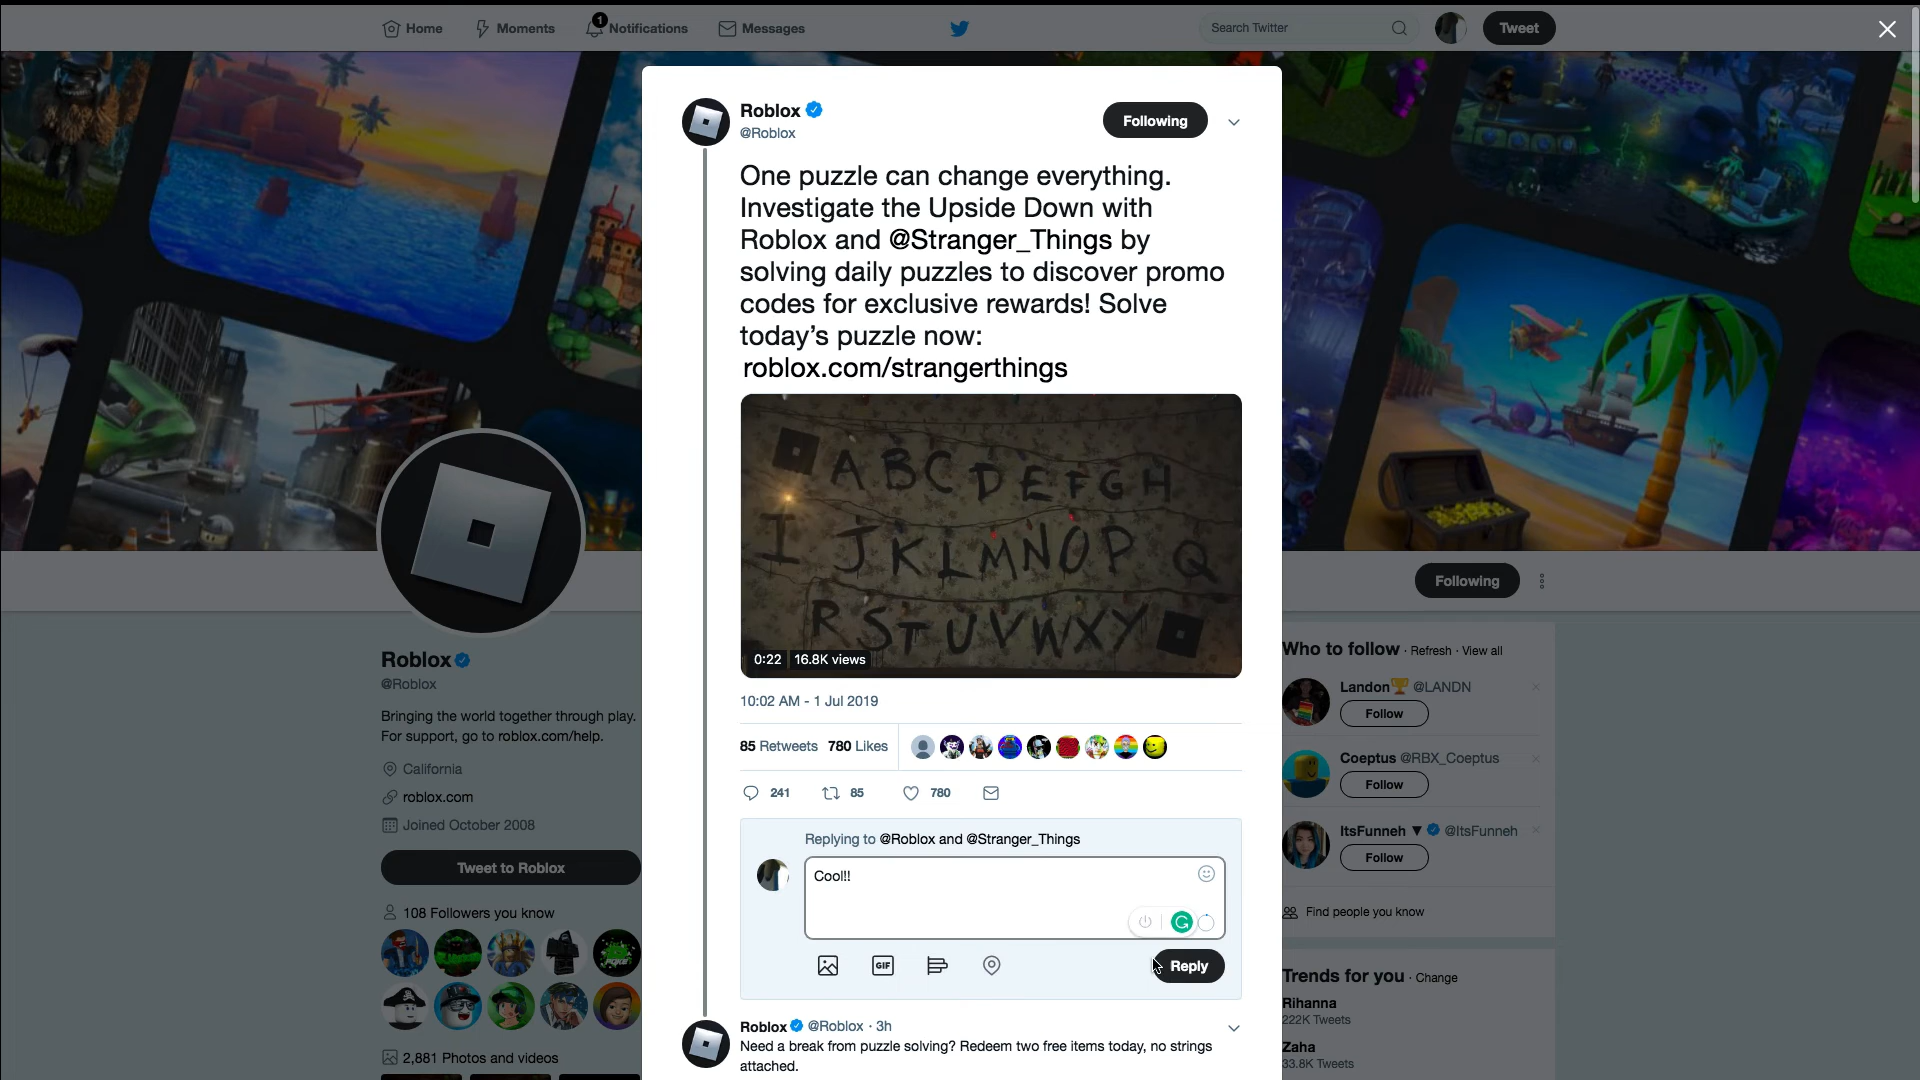 Home
Moments
1
Notifications
Messages
Search Twitter
Tweet
Roblox
@Roblox
Following
One puzzle can change everything.
Investigate the Upside Down with
Roblox and @Stranger_Things by
solving daily puzzles to discover promo
codes for exclusive rewards! Solve
today’s puzzle now:
roblox.com/strangerthings
A B C D E F G H
I J K L M N O P Q
R S T U V W X Y
0:22 16.8K views
10:02 AM - 1 Jul 2019
85 Retweets 780 Likes
241 85 780
Replying to @Roblox and @Stranger_Things
Cool!!
G
GIF
Reply
Roblox @Roblox · 3h
Need a break from puzzle solving? Redeem two free items today, no strings
attached.
Roblox
@Roblox
Bringing the world together through play.
For support, go to roblox.com/help.
California
roblox.com
Joined October 2008
Tweet to Roblox
108 Followers you know
2,881 Photos and videos
Following
Who to follow · Refresh · View all
Landon🏆 @LANDN
Follow
Coeptus @RBX_Coeptus
Follow
ItsFunneh ▼ @ItsFunneh
Follow
Find people you know
Trends for you · Change
Rihanna
222K Tweets
Zaha
33.8K Tweets